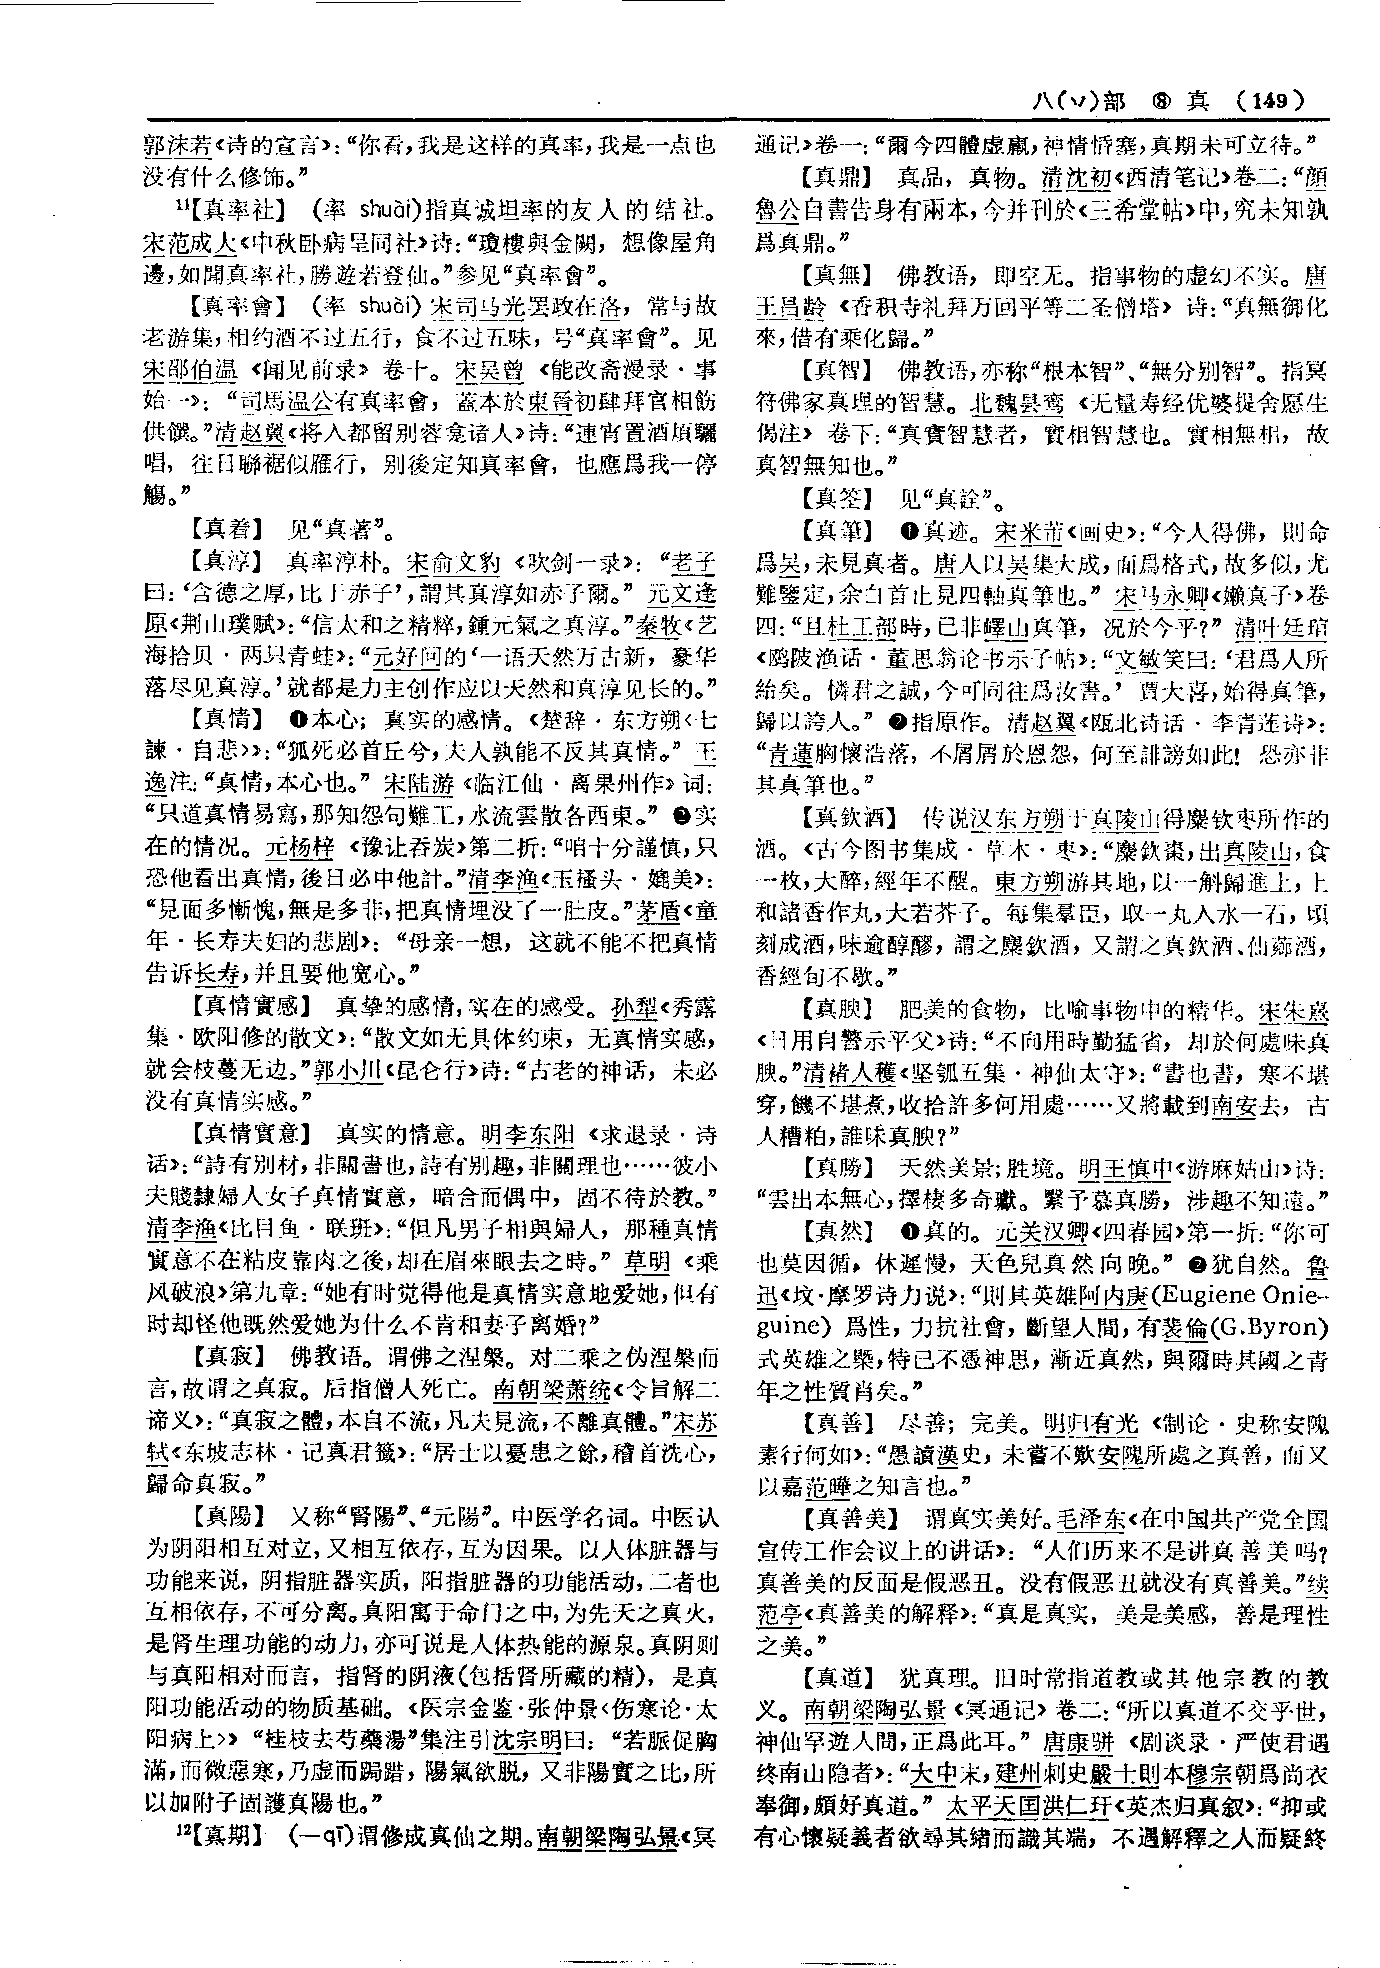 八(丷)部 ⑧ 真 (149)
郭沫若《诗的宣言》：“你看，我是这样的真率，我是一点也
没有什么修饰。”
11【真率社】 (率 shuài)指真诚坦率的友人的结社。
宋范成大《中秋卧病呈同社》诗：“瓊樓與金闕，想像屋角
邊，如開真率社，勝遊若登仙。”参见“真率會”。
【真率會】 (率 shuài) 宋司马光罢政在洛，常与故
老游集，相约酒不过五行，食不过五味，号“真率會”。见
宋邵伯温《闻见前录》卷十。宋吴曾《能改斋漫录·事
始一》：“司馬温公有真率會，蓋本於東晋初肆拜官相飭
供饌。”清赵翼《将入都留别蓉龛诸人》诗：“連宵置酒煩驪
唱，往日聯裾似雁行，别後定知真率會，也應爲我一停
觴。”
【真着】 见“真著”。
【真淳】 真率淳朴。宋俞文豹《吹剑一录》：“老子
曰：‘含德之厚，比于赤子’，謂其真淳如赤子爾。”元文逢
原《荆山璞赋》：“信太和之精粹，鍾元氣之真淳。”秦牧《艺
海拾贝·两只青蛙》：“元好问的‘一语天然万古新，豪华
落尽见真淳。’就都是力主创作应以天然和真淳见长的。”
【真情】 ❶本心；真实的感情。《楚辞·东方朔〈七
諫·自悲〉》：“狐死必首丘兮，夫人孰能不反其真情。”王
逸注：“真情，本心也。”宋陆游《临江仙·离果州作》词：
“只道真情易寫，那知怨句難工，水流雲散各西東。”❷实
在的情况。元杨梓《豫让吞炭》第二折：“咱十分謹慎，只
恐他看出真情，後日必中他計。”清李渔《玉搔头·媲美》：
“見面多慚愧，無是多非，把真情埋没了一肚皮。”茅盾《童
年·长寿夫妇的悲剧》：“母亲一想，这就不能不把真情
告诉长寿，并且要他宽心。”
【真情實感】 真挚的感情，实在的感受。孙犁《秀露
集·欧阳修的散文》：“散文如无具体约束，无真情实感，
就会枝蔓无边。”郭小川《昆仑行》诗：“古老的神话，未必
没有真情实感。”
【真情實意】 真实的情意。明李东阳《求退录·诗
话》：“詩有别材，非關書也，詩有别趣，非關理也……彼小
夫賤隸婦人女子真情實意，暗合而偶中，固不待於教。”
清李渔《比目鱼·联班》：“但凡男子相與婦人，那種真情
實意不在粘皮靠肉之後，却在眉來眼去之時。”草明《乘
风破浪》第九章：“她有时觉得他是真情实意地爱她，但有
时却怪他既然爱她为什么不肯和妻子离婚？”
【真寂】 佛教语。谓佛之涅槃。对二乘之伪涅槃而
言，故谓之真寂。后指僧人死亡。南朝梁萧统《令旨解二
谛义》：“真寂之體，本自不流，凡夫見流，不離真體。”宋苏
轼《东坡志林·记真君籤》：“居士以憂患之餘，稽首洗心，
歸命真寂。”
【真陽】 又称“腎陽”、“元陽”。中医学名词。中医认
为阴阳相互对立，又相互依存，互为因果。以人体脏器与
功能来说，阴指脏器实质，阳指脏器的功能活动，二者也
互相依存，不可分离。真阳寓于命门之中，为先天之真火，
是肾生理功能的动力，亦可说是人体热能的源泉。真阴则
与真阳相对而言，指肾的阴液(包括肾所藏的精)，是真
阳功能活动的物质基础。《医宗金鉴·张仲景〈伤寒论·太
阳病上〉》“桂枝去芍藥湯”集注引沈宗明曰：“若脈促胸
滿，而微惡寒，乃虚而跼踖，陽氣欲脱，又非陽實之比，所
以加附子固護真陽也。”
12【真期】 (—qī)谓修成真仙之期。南朝梁陶弘景《冥
通记》卷一：“爾今四體虚羸，神情惛塞，真期未可立待。”
【真鼎】 真品，真物。清沈初《西清笔记》卷二：“顔
魯公自書告身有兩本，今并刊於《三希堂帖》中，究未知孰
爲真鼎。”
【真無】 佛教语，即空无。指事物的虚幻不实。唐
王昌龄《香积寺礼拜万回平等二圣僧塔》诗：“真無御化
來，借有乘化歸。”
【真智】 佛教语，亦称“根本智”、“無分别智”。指冥
符佛家真理的智慧。北魏昙鸾《无量寿经优婆提舍愿生
偈注》卷下：“真實智慧者，實相智慧也。實相無相，故
真智無知也。”
【真筌】 见“真詮”。
【真筆】 ❶真迹。宋米芾《画史》：“今人得佛，則命
爲吴，未見真者。唐人以吴集大成，而爲格式，故多似，尤
難鑒定，余白首止見四軸真筆也。”宋马永卿《嬾真子》卷
四：“且杜工部時，已非嶧山真筆，况於今乎？”清叶廷琯
《鸥陂渔话·董思翁论书示子帖》：“文敏笑曰：‘君爲人所
紿矣。憐君之誠，今可同往爲汝書。’賈大喜，始得真筆，
歸以誇人。”❷指原作。清赵翼《瓯北诗话·李青莲诗》：
“青蓮胸懷浩落，不屑屑於恩怨，何至誹謗如此！恐亦非
其真筆也。”
【真欽酒】 传说汉东方朔于真陵山得麋钦枣所作的
酒。《古今图书集成·草木·枣》：“麋欽棗，出真陵山，食
一枚，大醉，經年不醒。東方朔游其地，以一斛歸進上，上
和諸香作丸，大若芥子。每集羣臣，取一丸入水一石，頃
刻成酒，味逾醇醪，謂之麋欽酒，又謂之真欽酒、仙薌酒，
香經旬不歇。”
【真腴】 肥美的食物，比喻事物中的精华。宋朱熹
《日用自警示平父》诗：“不向用時勤猛省，却於何處味真
腴。”清褚人穫《坚瓠五集·神仙太守》：“書也書，寒不堪
穿，饑不堪煮，收拾許多何用處……又將載到南安去，古
人糟粕，誰味真腴？”
【真勝】 天然美景；胜境。明王慎中《游麻姑山》诗：
“雲出本無心，擇棲多奇巘。繄予慕真勝，涉趣不知遠。”
【真然】 ❶真的。元关汉卿《四春园》第一折：“你可
也莫因循，休遲慢，天色兒真然向晚。”❷犹自然。鲁
迅《坟·摩罗诗力说》：“則其英雄阿内庚(Eugiene Onie-
guine) 爲性，力抗社會，斷望人間，有裴倫(G.Byron)
式英雄之槩，特已不憑神思，漸近真然，與爾時其國之青
年之性質肖矣。”
【真善】 尽善；完美。明归有光《制论·史称安隗
素行何如》：“愚讀漢史，未嘗不歎安隗所處之真善，而又
以嘉范曄之知言也。”
【真善美】 谓真实美好。毛泽东《在中国共产党全国
宣传工作会议上的讲话》：“人们历来不是讲真善美吗？
真善美的反面是假恶丑。没有假恶丑就没有真善美。”续
范亭《真善美的解释》：“真是真实，美是美感，善是理性
之美。”
【真道】 犹真理。旧时常指道教或其他宗教的教
义。南朝梁陶弘景《冥通记》卷二：“所以真道不交乎世，
神仙罕遊人間，正爲此耳。”唐康骈《剧谈录·严使君遇
终南山隐者》：“大中末，建州刺史嚴士則本穆宗朝爲尚衣
奉御，頗好真道。”太平天囯洪仁玕《英杰归真叙》：“抑或
有心懷疑義者欲尋其緒而識其端，不遇解釋之人而疑終